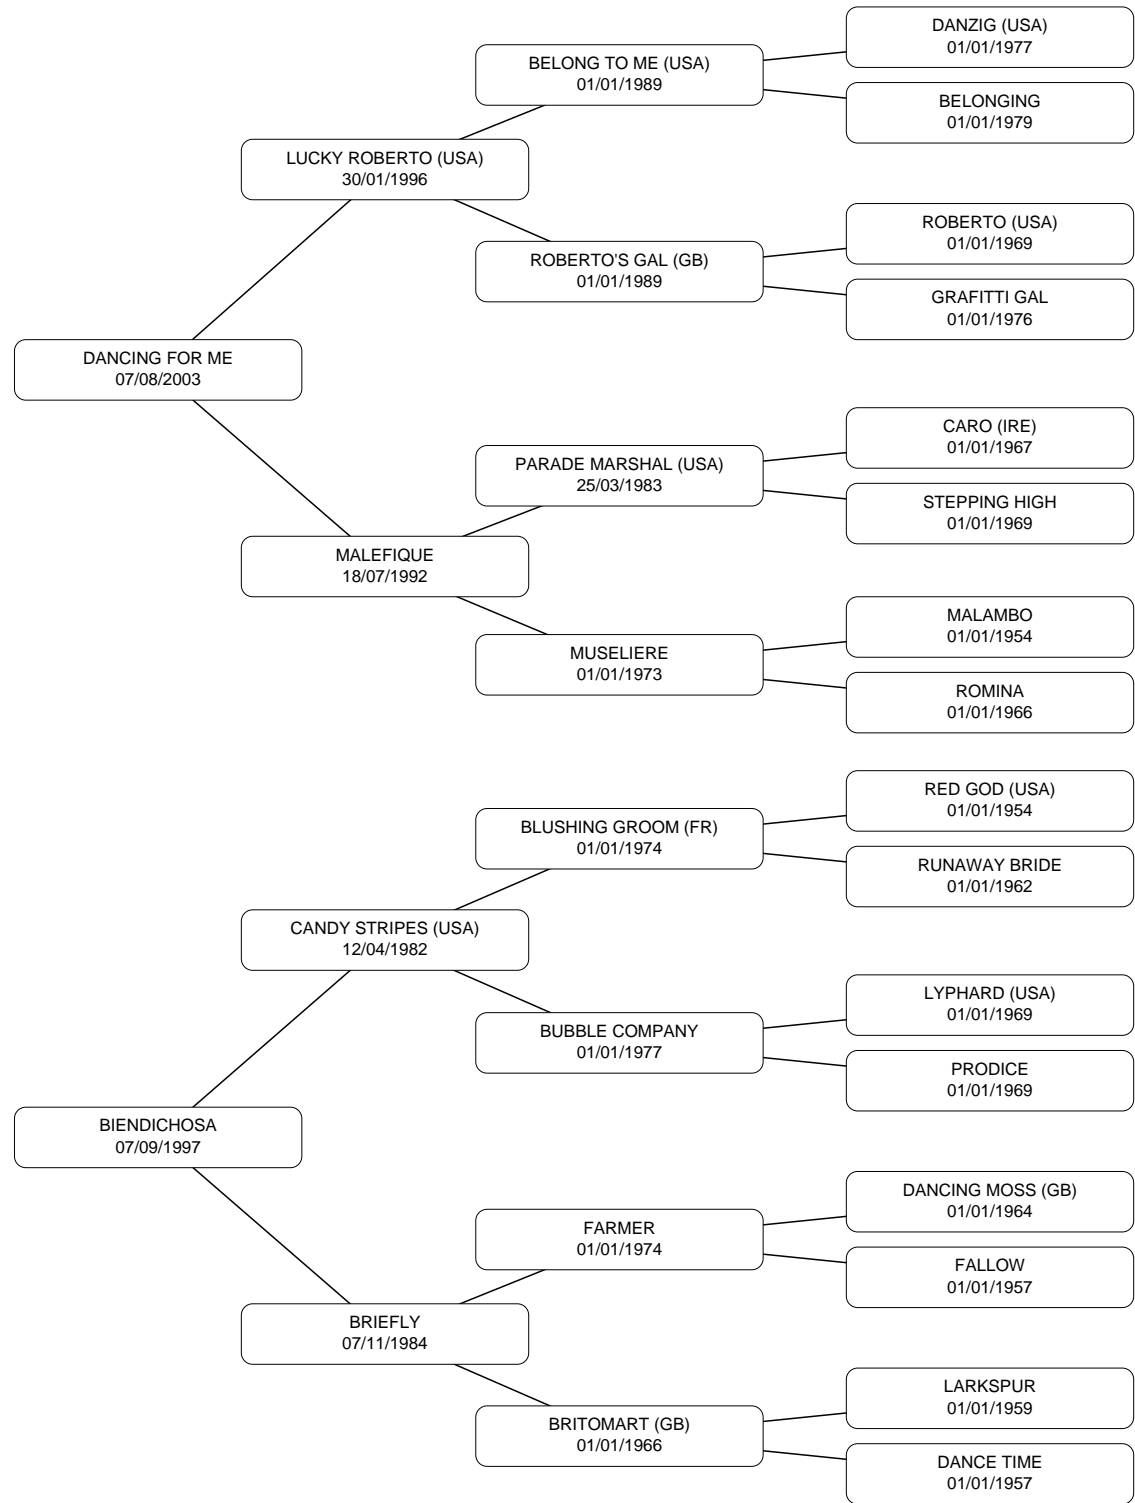 DANZIG (USA)
01/01/1977
BELONG TO ME (USA)
01/01/1989
BELONGING
01/01/1979
LUCKY ROBERTO (USA)
30/01/1996
ROBERTO (USA)
01/01/1969
ROBERTO'S GAL (GB)
01/01/1989
GRAFITTI GAL
01/01/1976
DANCING FOR ME
07/08/2003
CARO (IRE)
01/01/1967
PARADE MARSHAL (USA)
25/03/1983
STEPPING HIGH
01/01/1969
MALEFIQUE
18/07/1992
MALAMBO
01/01/1954
MUSELIERE
01/01/1973
ROMINA
01/01/1966
RED GOD (USA)
01/01/1954
BLUSHING GROOM (FR)
01/01/1974
RUNAWAY BRIDE
01/01/1962
CANDY STRIPES (USA)
12/04/1982
LYPHARD (USA)
01/01/1969
BUBBLE COMPANY
01/01/1977
PRODICE
01/01/1969
BIENDICHOSA
07/09/1997
DANCING MOSS (GB)
01/01/1964
FARMER
01/01/1974
FALLOW
01/01/1957
BRIEFLY
07/11/1984
LARKSPUR
01/01/1959
BRITOMART (GB)
01/01/1966
DANCE TIME
01/01/1957